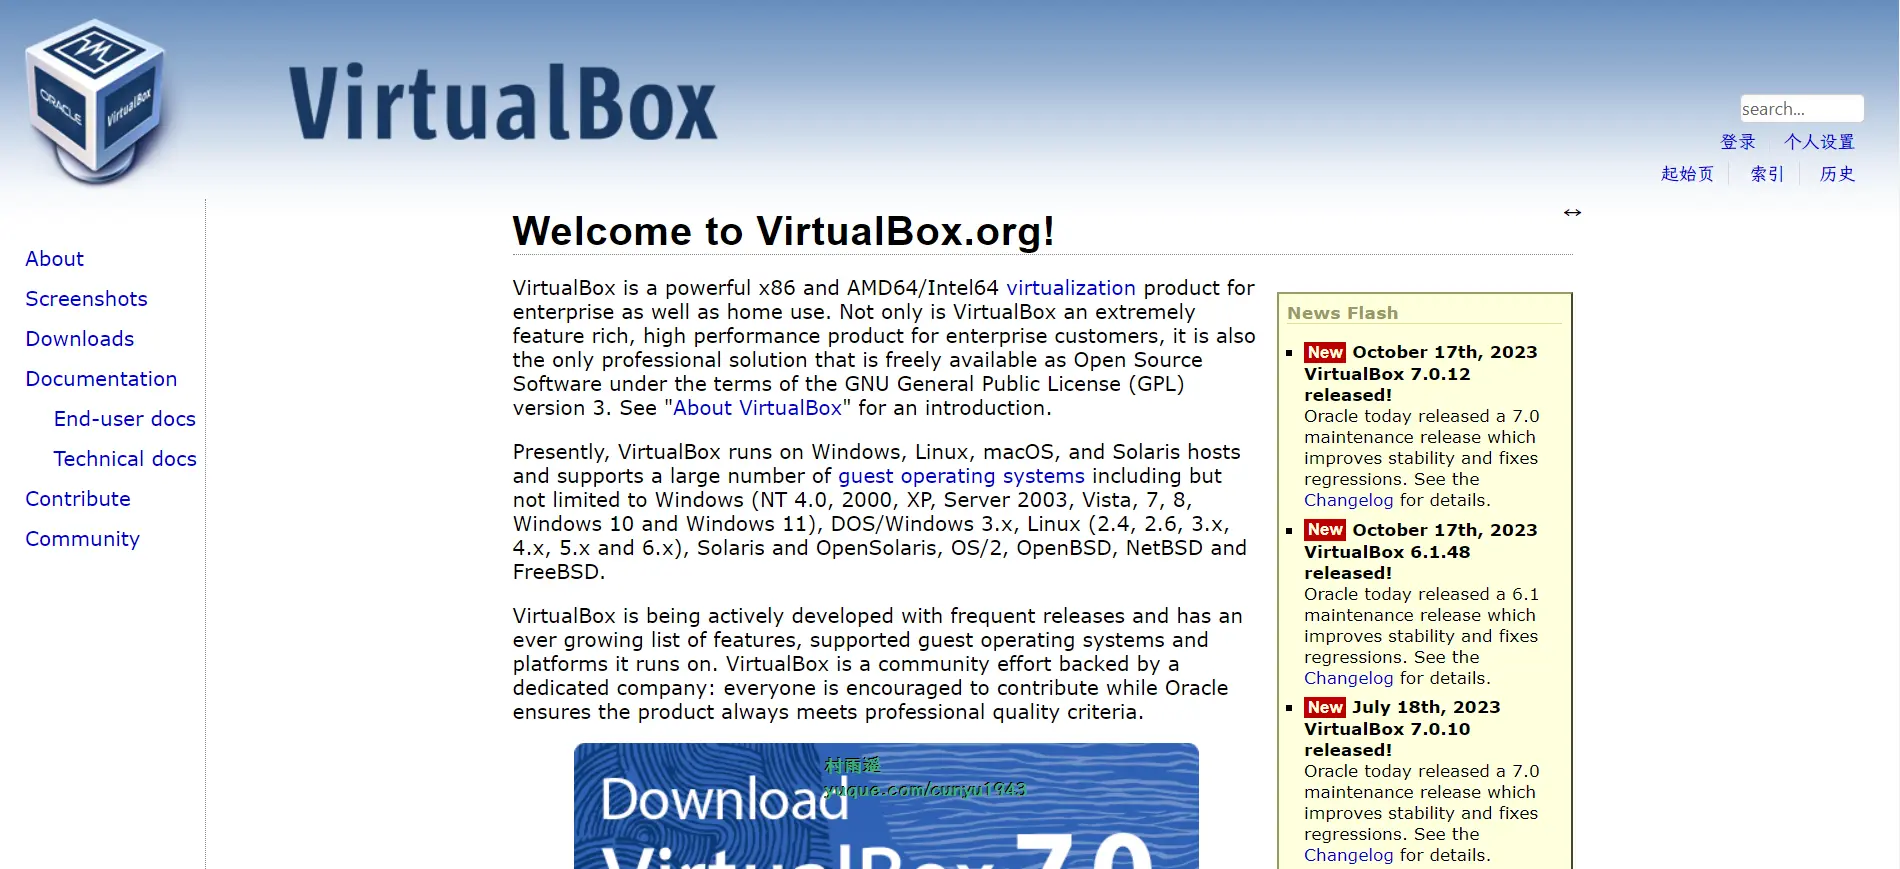 ORACLE
VirtualBox
VirtualBox
search...
登录 个人设置
起始页 索引 历史
About
Screenshots
Downloads
Documentation
End-user docs
Technical docs
Contribute
Community
Welcome to VirtualBox.org!
VirtualBox is a powerful x86 and AMD64/Intel64 virtualization product for
enterprise as well as home use. Not only is VirtualBox an extremely
feature rich, high performance product for enterprise customers, it is also
the only professional solution that is freely available as Open Source
Software under the terms of the GNU General Public License (GPL)
version 3. See "About VirtualBox" for an introduction.
Presently, VirtualBox runs on Windows, Linux, macOS, and Solaris hosts
and supports a large number of guest operating systems including but
not limited to Windows (NT 4.0, 2000, XP, Server 2003, Vista, 7, 8,
Windows 10 and Windows 11), DOS/Windows 3.x, Linux (2.4, 2.6, 3.x,
4.x, 5.x and 6.x), Solaris and OpenSolaris, OS/2, OpenBSD, NetBSD and
FreeBSD.
VirtualBox is being actively developed with frequent releases and has an
ever growing list of features, supported guest operating systems and
platforms it runs on. VirtualBox is a community effort backed by a
dedicated company: everyone is encouraged to contribute while Oracle
ensures the product always meets professional quality criteria.
Download
VirtualBox 7.0
村雨遥
yuque.com/cunyu1943
News Flash
New October 17th, 2023
VirtualBox 7.0.12
released!
Oracle today released a 7.0
maintenance release which
improves stability and fixes
regressions. See the
Changelog for details.
New October 17th, 2023
VirtualBox 6.1.48
released!
Oracle today released a 6.1
maintenance release which
improves stability and fixes
regressions. See the
Changelog for details.
New July 18th, 2023
VirtualBox 7.0.10
released!
Oracle today released a 7.0
maintenance release which
improves stability and fixes
regressions. See the
Changelog for details.